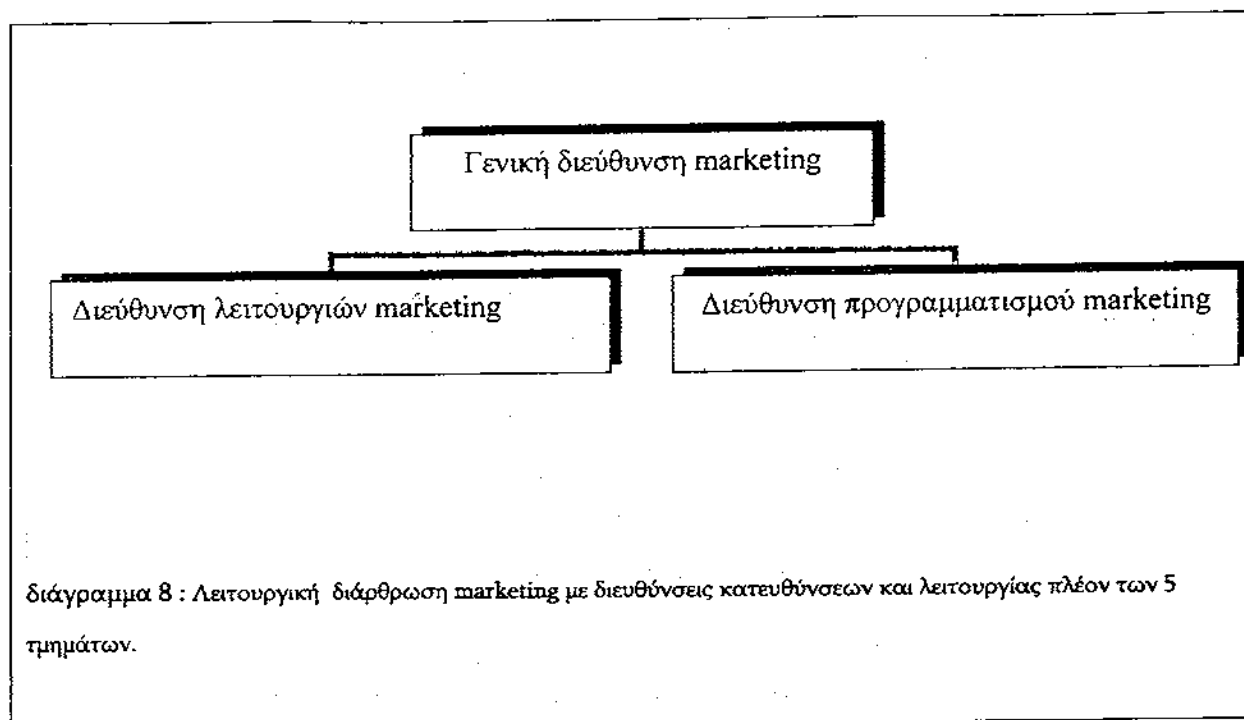 Γενική διεύθυνση marketing
Διεύθυνση λειτουργιών marketing
Διεύθυνση προγραμματισμού marketing
διάγραμμα 8 : Λειτουργική διάρθρωση marketing με διευθύνσεις κατευθύνσεων και λειτουργίας πλέον των 5
τμημάτων.